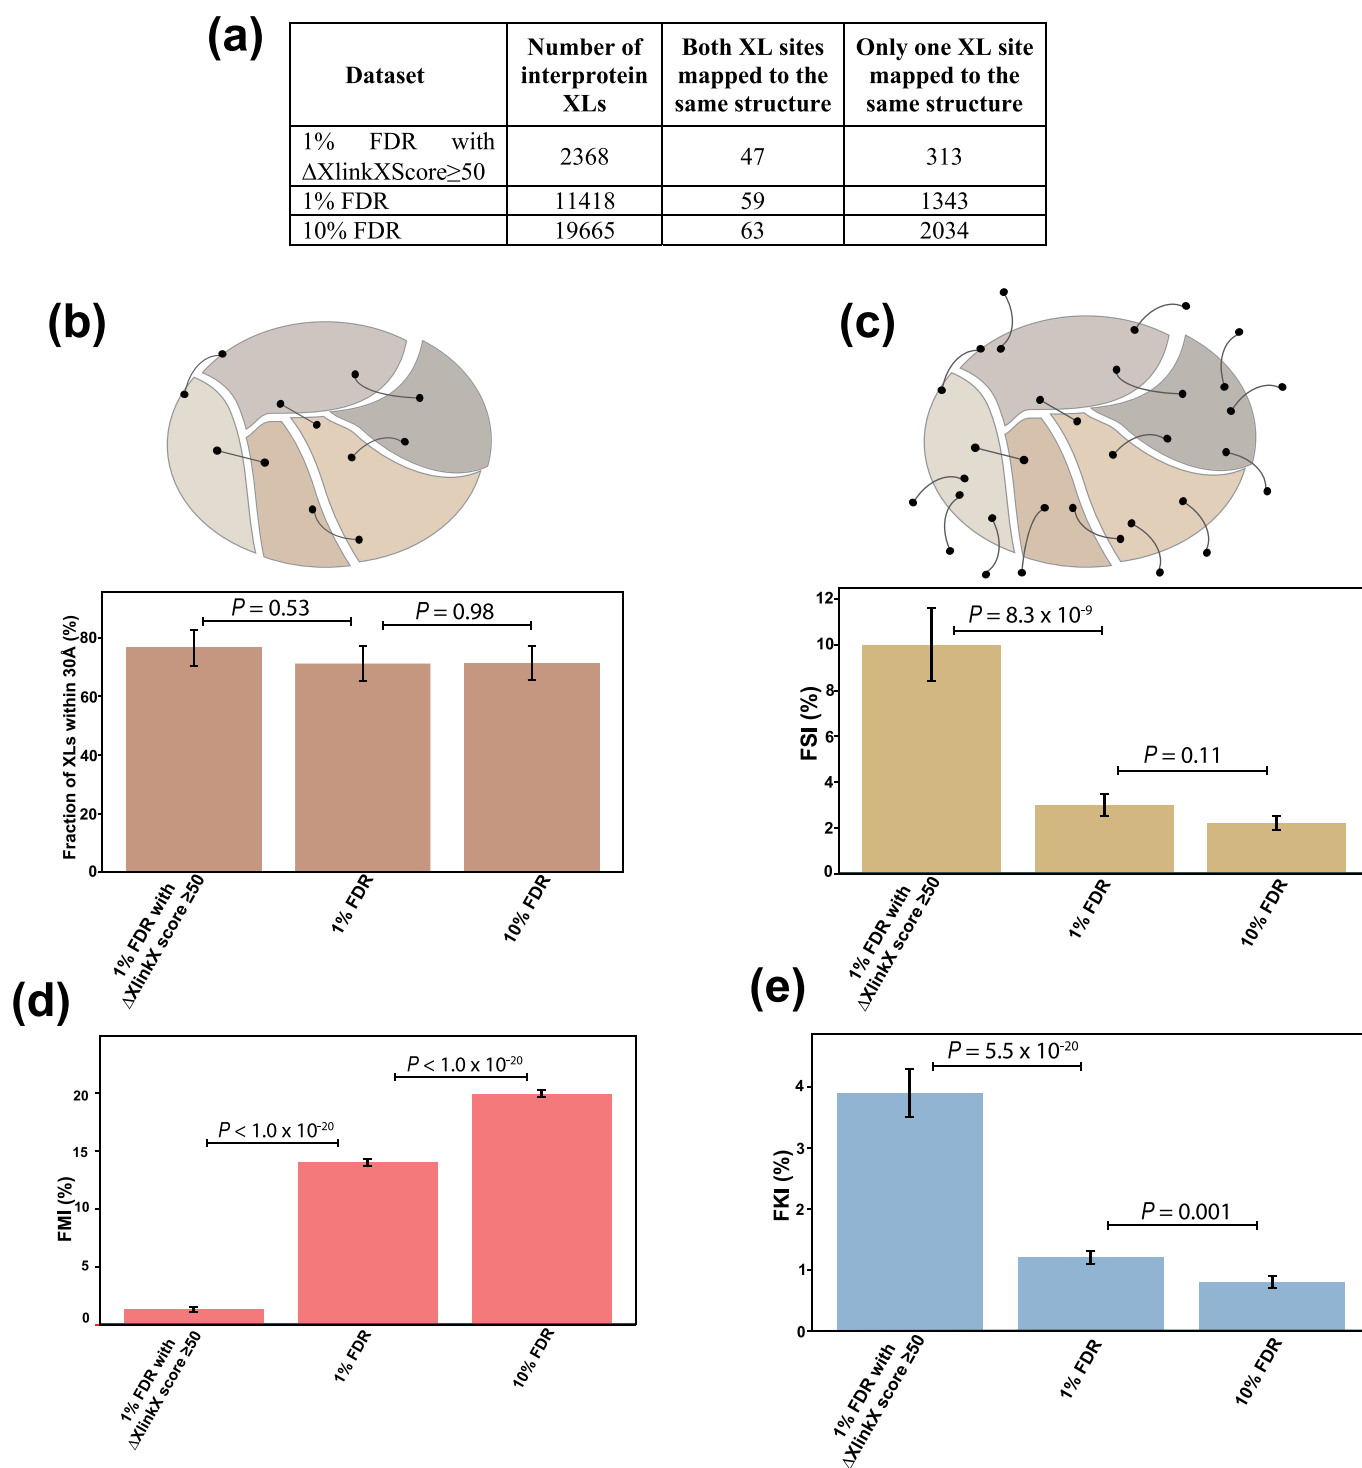 (a)
Dataset
Number of interprotein XLs
Both XL sites mapped to the same structure
Only one XL site mapped to the same structure
1% FDR with ΔXlinkXScore≥50
2368
47
313
1% FDR
11418
59
1343
10% FDR
19665
63
2034
(b)
Fraction of XLs within 30Å (%)
80
60
40
20
0
P = 0.53
P = 0.98
1% FDR with
ΔXlinkX score ≥50
1% FDR
10% FDR
(c)
FSI (%)
12
10
8
6
4
2
0
P = 8.3 x 10⁻⁹
P = 0.11
1% FDR with
ΔXlinkX score ≥50
1% FDR
10% FDR
(d)
FMI (%)
20
15
10
5
0
P < 1.0 x 10⁻²⁰
P < 1.0 x 10⁻²⁰
1% FDR with
ΔXlinkX score ≥50
1% FDR
10% FDR
(e)
FKI (%)
4
3
2
1
0
P = 5.5 x 10⁻²⁰
P = 0.001
1% FDR with
ΔXlinkX score ≥50
1% FDR
10% FDR